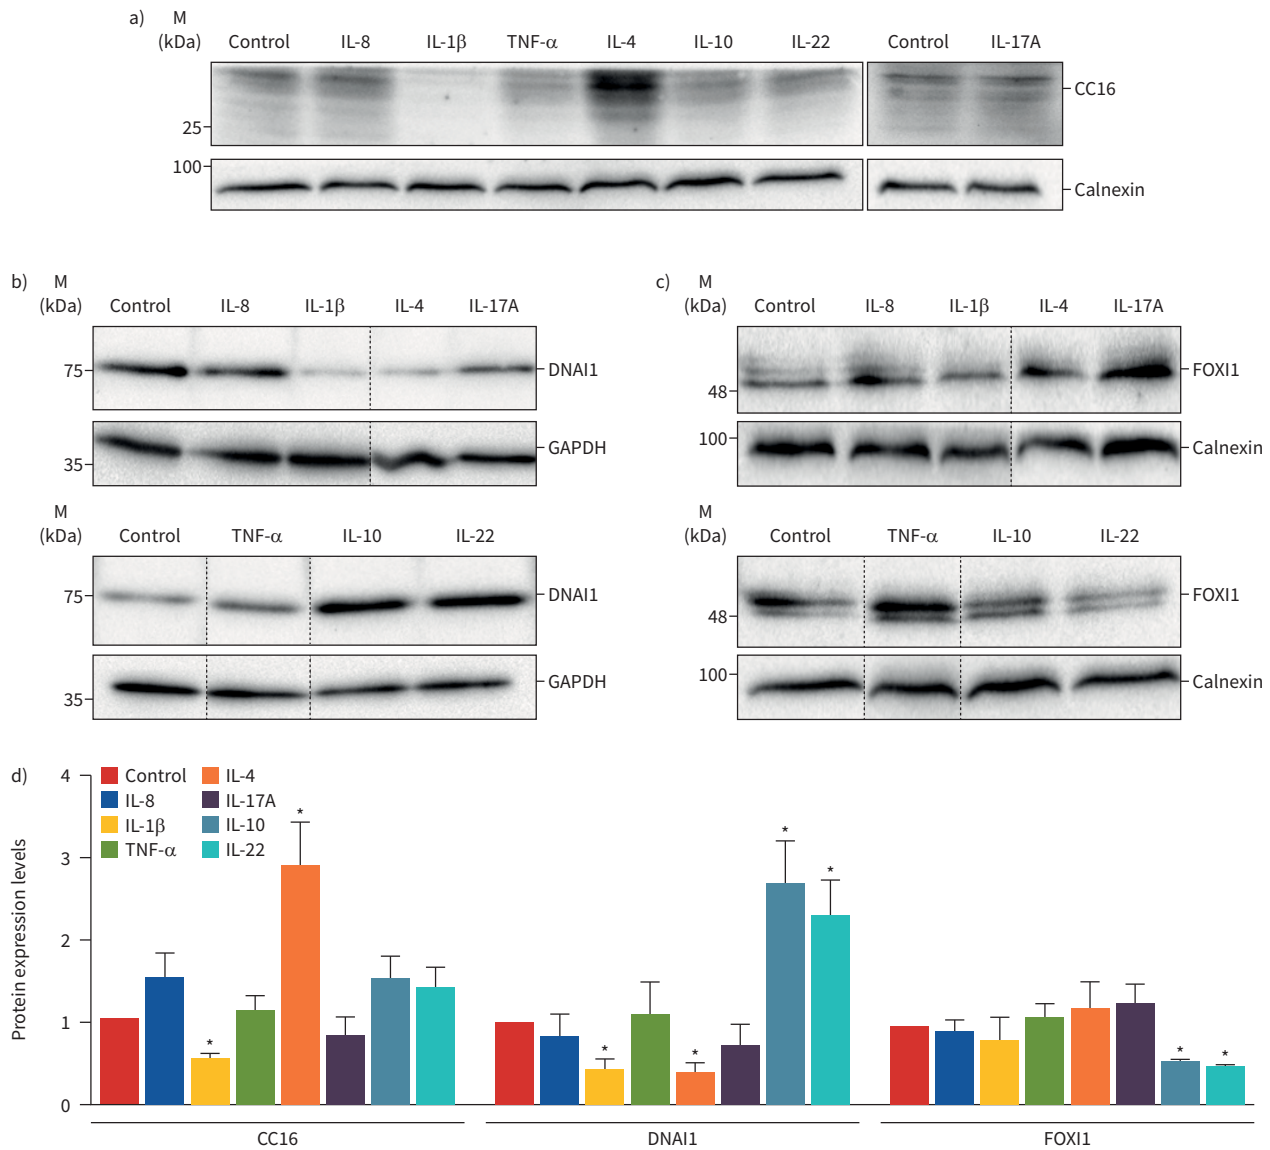 a) M
(kDa) Control IL-8 IL-1β TNF-α IL-4 IL-10 IL-22 Control IL-17A
CC16
25
100
Calnexin
b) M
(kDa) Control IL-8 IL-1β IL-4 IL-17A
75 DNAI1
GAPDH
35
M
(kDa) Control TNF-α IL-10 IL-22
75 DNAI1
GAPDH
35
c) M
(kDa) Control IL-8 IL-1β IL-4 IL-17A
FOXI1
48
100
Calnexin
M
(kDa) Control TNF-α IL-10 IL-22
FOXI1
48
100
Calnexin
d)
Protein expression levels
4
3
2
1
0
Control
IL-8
IL-1β
TNF-α
IL-4
IL-17A
IL-10
IL-22
* * * * * * * *
CC16 DNAI1 FOXI1